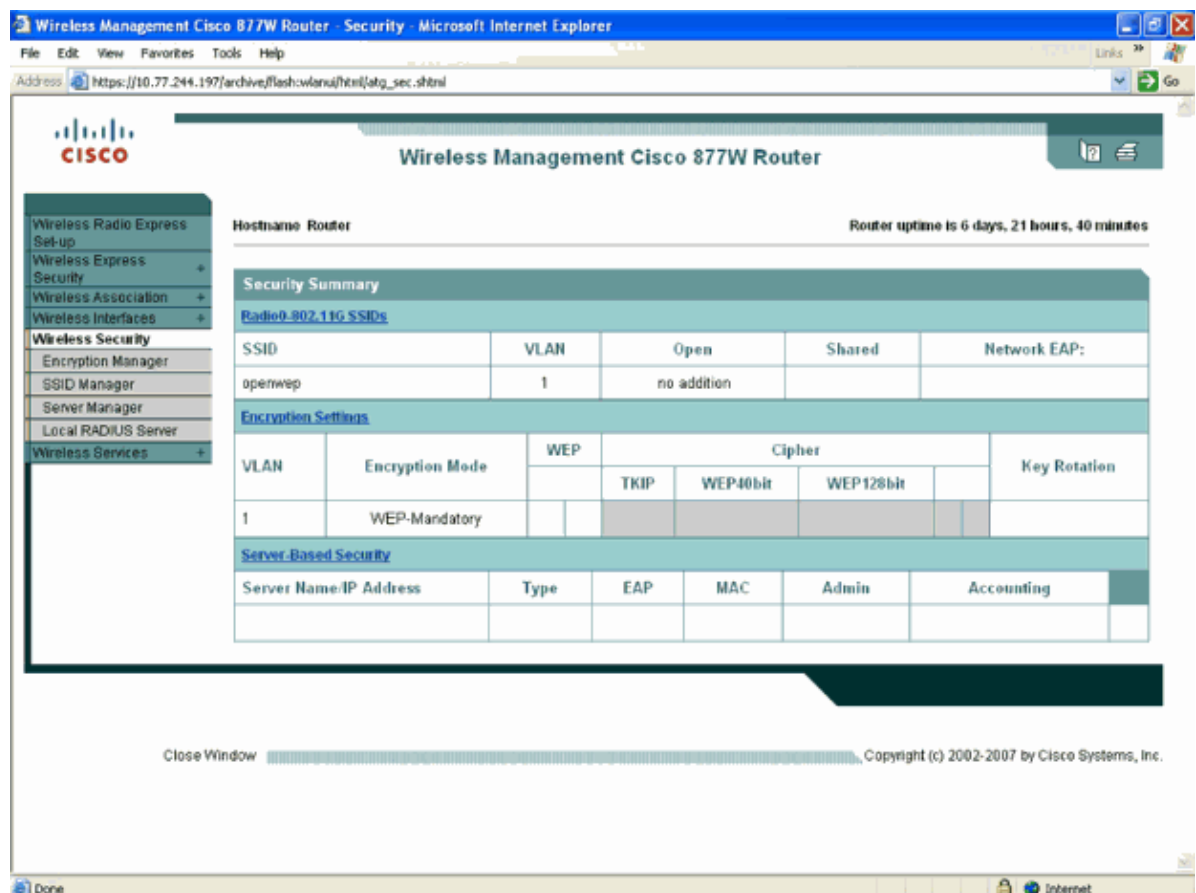 Wireless Management Cisco 877W Router - Security - Microsoft Internet Explorer
File Edit View Favorites Tools Help
Links »
Address https://10.77.244.197/archive/flash:wlanui/html/atg_sec.shtml
Go
CISCO
Wireless Management Cisco 877W Router
Wireless Radio Express Set-up
Wireless Express Security +
Wireless Association +
Wireless Interfaces +
Wireless Security
Encryption Manager
SSID Manager
Server Manager
Local RADIUS Server
Wireless Services +
Hostname Router
Router uptime is 6 days, 21 hours, 40 minutes
Security Summary
Radio0-802.11G SSIDs
SSID VLAN Open Shared Network EAP:
openwep 1 no addition
Encryption Settings
VLAN Encryption Mode WEP Cipher Key Rotation
TKIP WEP40bit WEP128bit
1 WEP-Mandatory
Server-Based Security
Server Name/IP Address Type EAP MAC Admin Accounting
Close Window
Copyright (c) 2002-2007 by Cisco Systems, Inc.
Done
Internet